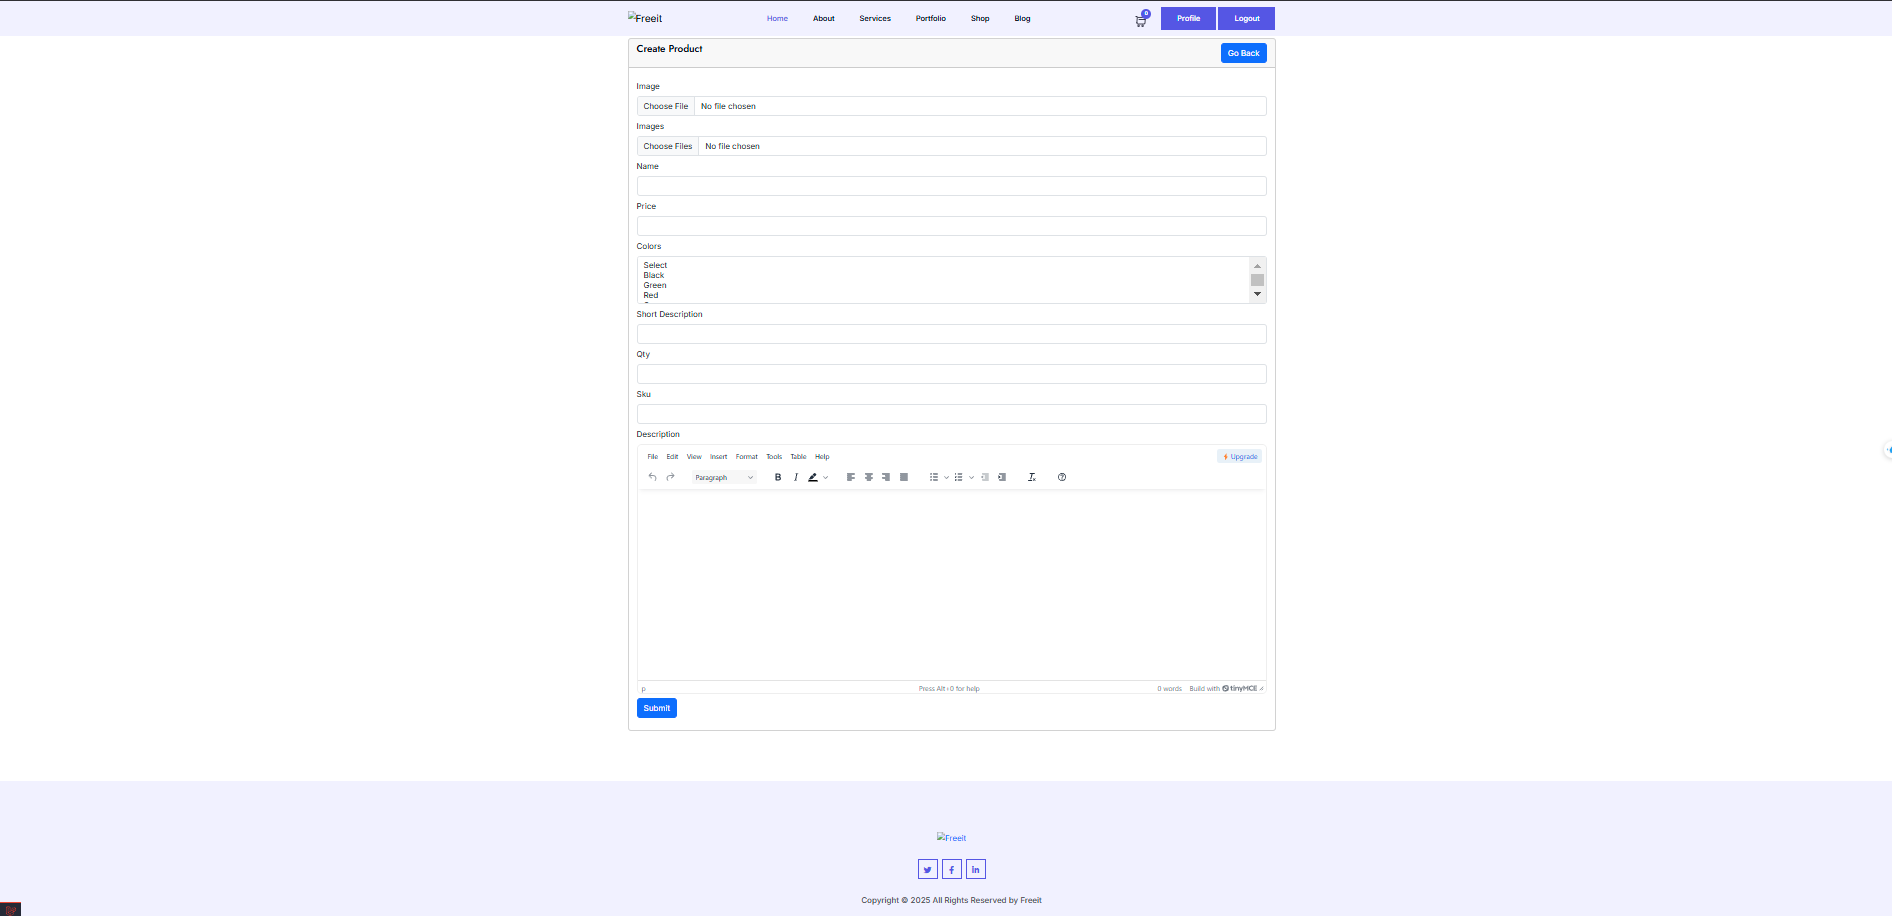 Freeit Home About Services Portfolio Shop Blog 0 Profile Logout
Create Product Go Back
Image
Choose File No file chosen
Images
Choose Files No file chosen
Name
Price
Colors
Select
Black
Green
Red
Short Description
Qty
Sku
Description
File Edit View Insert Format Tools Table Help Upgrade
Paragraph B I
p Press Alt+0 for help 0 words Build with tinyMCE
Submit
Freeit
Copyright © 2025 All Rights Reserved by Freeit